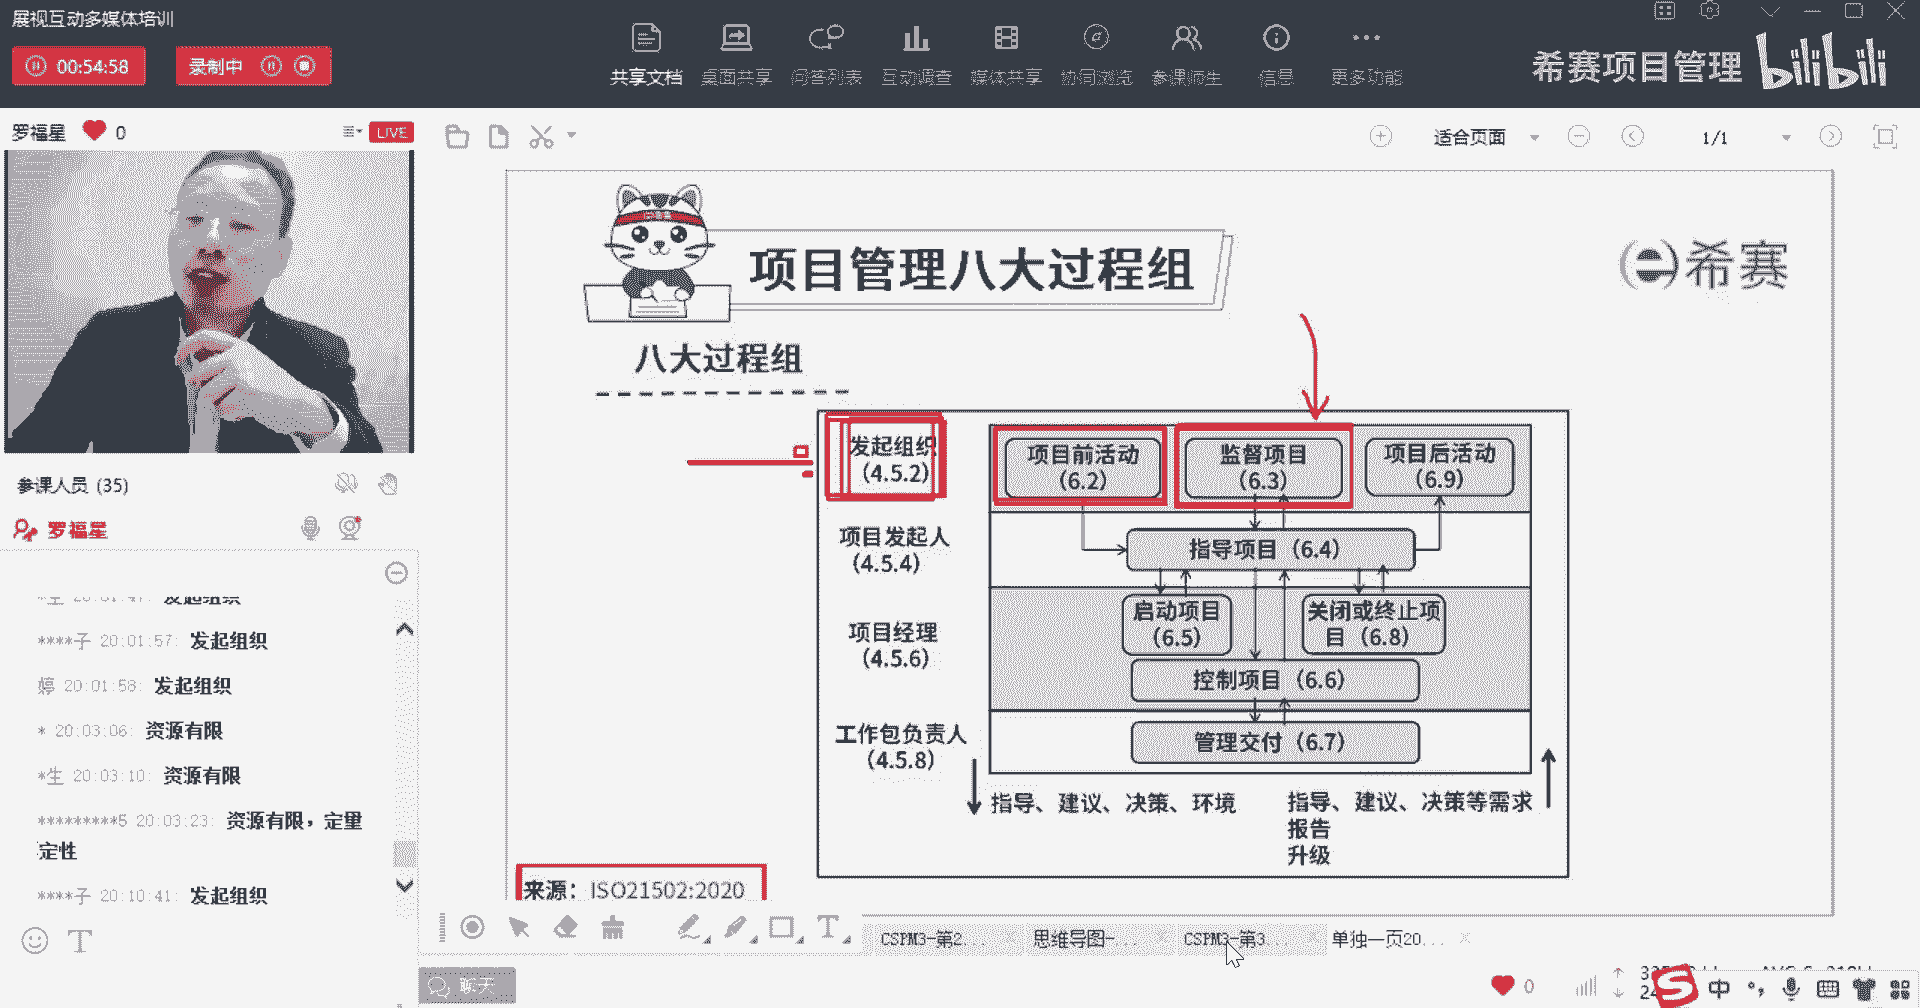 展视互动多媒体培训
00:54:58
录制中
共享文档 桌面共享 问答列表 互动调查 媒体共享 协同浏览 参课师生 信息 更多功能
希赛项目管理 bilibili
罗福星 0
LIVE
适合页面
1/1
项目管理八大过程组
希赛
八大过程组
发起组织
(4.5.2)
项目前活动
(6.2)
监督项目
(6.3)
项目后活动
(6.9)
项目发起人
(4.5.4)
指导项目（6.4）
项目经理
(4.5.6)
启动项目
(6.5)
关闭或终止项
目（6.8）
控制项目（6.6）
工作包负责人
(4.5.8)
管理交付（6.7）
指导、建议、决策、环境
指导、建议、决策等需求
报告
升级
来源：ISO21502:2020
参课人员 (35)
罗福星
发起组织
****子 20:01:57: 发起组织
婷 20:01:58: 发起组织
* 20:03:06: 资源有限
*生 20:03:10: 资源有限
*********5 20:03:23: 资源有限，定量
定性
****子 20:10:41: 发起组织
T
T
CSPM3-第2...
思维导图-...
CSPM3-第3...
单独一页20...
聊天
0
S 中